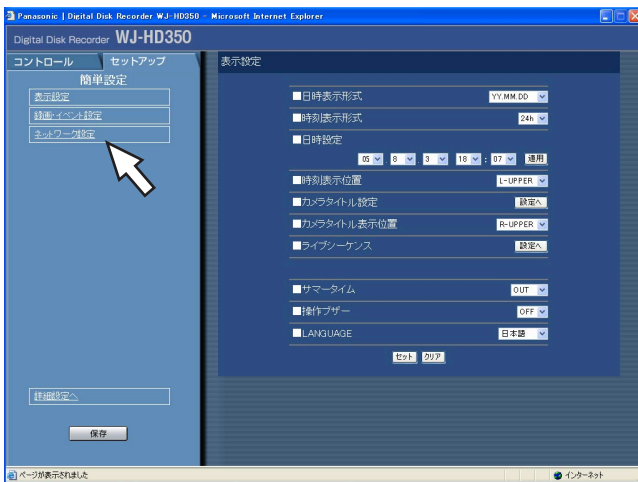 Panasonic | Digital Disk Recorder WJ-HD350 - Microsoft Internet Explorer
Digital Disk Recorder WJ-HD350
コントロール セットアップ
簡単設定
表示設定
録画・イベント設定
ネットワーク設定
詳細設定へ
保存
表示設定
■日時表示形式 YY.MM.DD
■時刻表示形式 24h
■日時設定
05 8 3 18 : 07 適用
■時刻表示位置 L-UPPER
■カメラタイトル設定 設定へ
■カメラタイトル表示位置 R-UPPER
■ライブシーケンス 設定へ
■サマータイム OUT
■操作ブザー OFF
■LANGUAGE 日本語
セット クリア
ページが表示されました インターネット